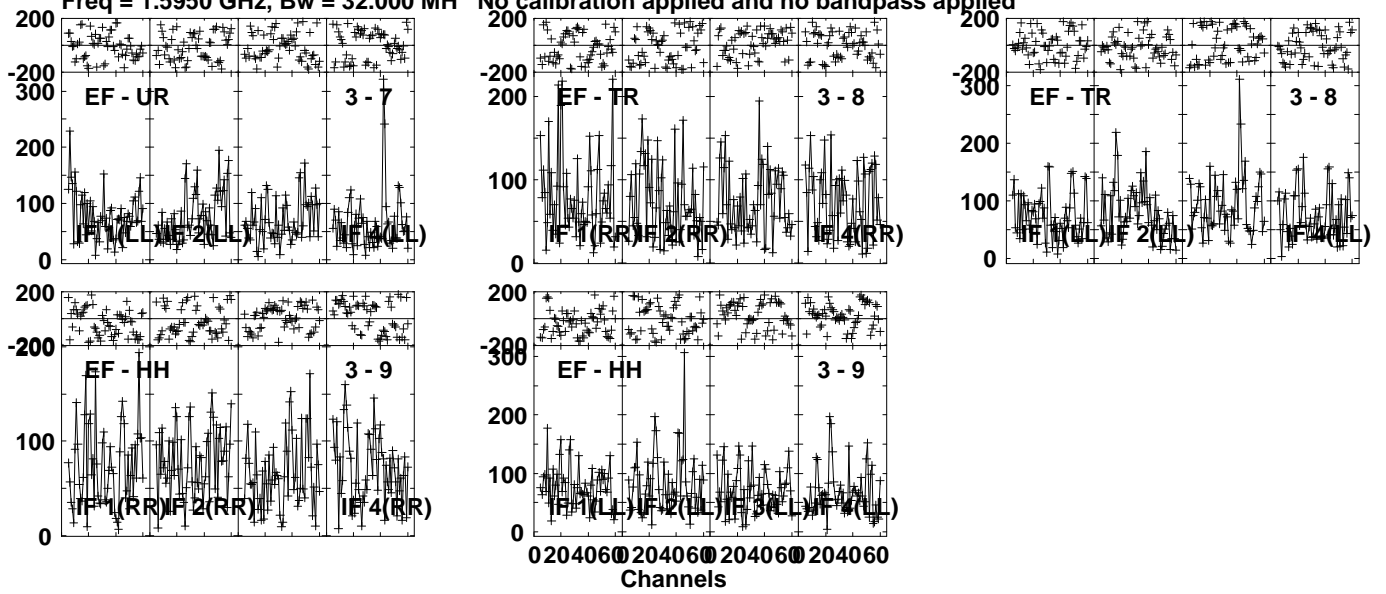 Freq = 1.5950 GHz, Bw = 32.000 MH No calibration applied and no bandpass applied
200
-200
300
200
100
0
EF - UR 3 - 7
IF 1(LL) IF 2(LL) IF 4(LL)
200
100
0
EF - TR 3 - 8
IF 1(RR) IF 2(RR) IF 4(RR)
-200
300
200
100
0
EF - TR 3 - 8
IF 1(LL) IF 2(LL) IF 4(LL)
200
-200
100
0
EF - HH 3 - 9
IF 1(RR) IF 2(RR) IF 4(RR)
200
-200
300
200
100
0
EF - HH 3 - 9
IF 1(LL) IF 2(LL) IF 3(LL) IF 4(LL)
0 20 40 60 0 20 40 60 0 20 40 60 0 20 40 60
Channels